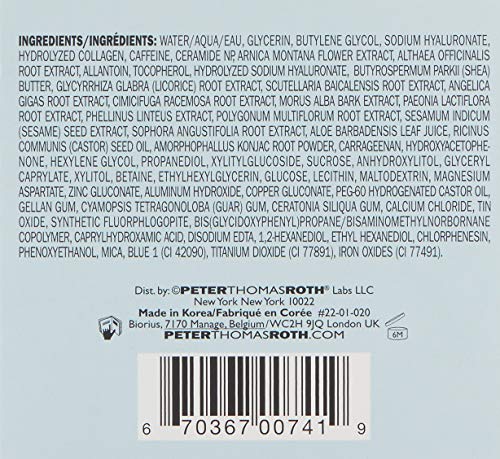 INGREDIENTS/INGRÉDIENTS: WATER/AQUA/EAU, GLYCERIN, BUTYLENE GLYCOL, SODIUM HYALURONATE,
HYDROLYZED COLLAGEN, CAFFEINE, CERAMIDE NP, ARNICA MONTANA FLOWER EXTRACT, ALTHAEA OFFICINALIS
ROOT EXTRACT, ALLANTOIN, TOCOPHEROL, HYDROLYZED SODIUM HYALURONATE, BUTYROSPERMUM PARKII (SHEA)
BUTTER, GLYCYRRHIZA GLABRA (LICORICE) ROOT EXTRACT, SCUTELLARIA BAICALENSIS ROOT EXTRACT, ANGELICA
GIGAS ROOT EXTRACT, CIMICIFUGA RACEMOSA ROOT EXTRACT, MORUS ALBA BARK EXTRACT, PAEONIA LACTIFLORA
ROOT EXTRACT, PHELLINUS LINTEUS EXTRACT, POLYGONUM MULTIFLORUM ROOT EXTRACT, SESAMUM INDICUM
(SESAME) SEED EXTRACT, SOPHORA ANGUSTIFOLIA ROOT EXTRACT, ALOE BARBADENSIS LEAF JUICE, RICINUS
COMMUNIS (CASTOR) SEED OIL, AMORPHOPHALLUS KONJAC ROOT POWDER, CARRAGEENAN, HYDROXYACETOPHE-
NONE, HEXYLENE GLYCOL, PROPANEDIOL, XYLITYLGLUCOSIDE, SUCROSE, ANHYDROXYLITOL, GLYCERYL
CAPRYLATE, XYLITOL, BETAINE, ETHYLHEXYLGLYCERIN, GLUCOSE, LECITHIN, MALTODEXTRIN, MAGNESIUM
ASPARTATE, ZINC GLUCONATE, ALUMINUM HYDROXIDE, COPPER GLUCONATE, PEG-60 HYDROGENATED CASTOR OIL,
GELLAN GUM, CYAMOPSIS TETRAGONOLOBA (GUAR) GUM, CERATONIA SILIQUA GUM, CALCIUM CHLORIDE, TIN
OXIDE, SYNTHETIC FLUORPHLOGOPITE, BIS(GLYCIDOXYPHENYL)PROPANE/BISAMINOMETHYLNORBORNANE
COPOLYMER, CAPRYLHYDROXAMIC ACID, DISODIUM EDTA, 1,2-HEXANEDIOL, ETHYL HEXANEDIOL, CHLORPHENESIN,
PHENOXYETHANOL, MICA, BLUE 1 (CI 42090), TITANIUM DIOXIDE (CI 77891), IRON OXIDES (CI 77491).
Dist. by: ©PETERTHOMASROTH® Labs LLC
New York New York 10022
Made in Korea/Fabriqué en Corée #22-01-020
Biorius, 7170 Manage, Belgium/WC2H 9JQ London UK
PETERTHOMASROTH.COM
6M
6 70367 00741 9